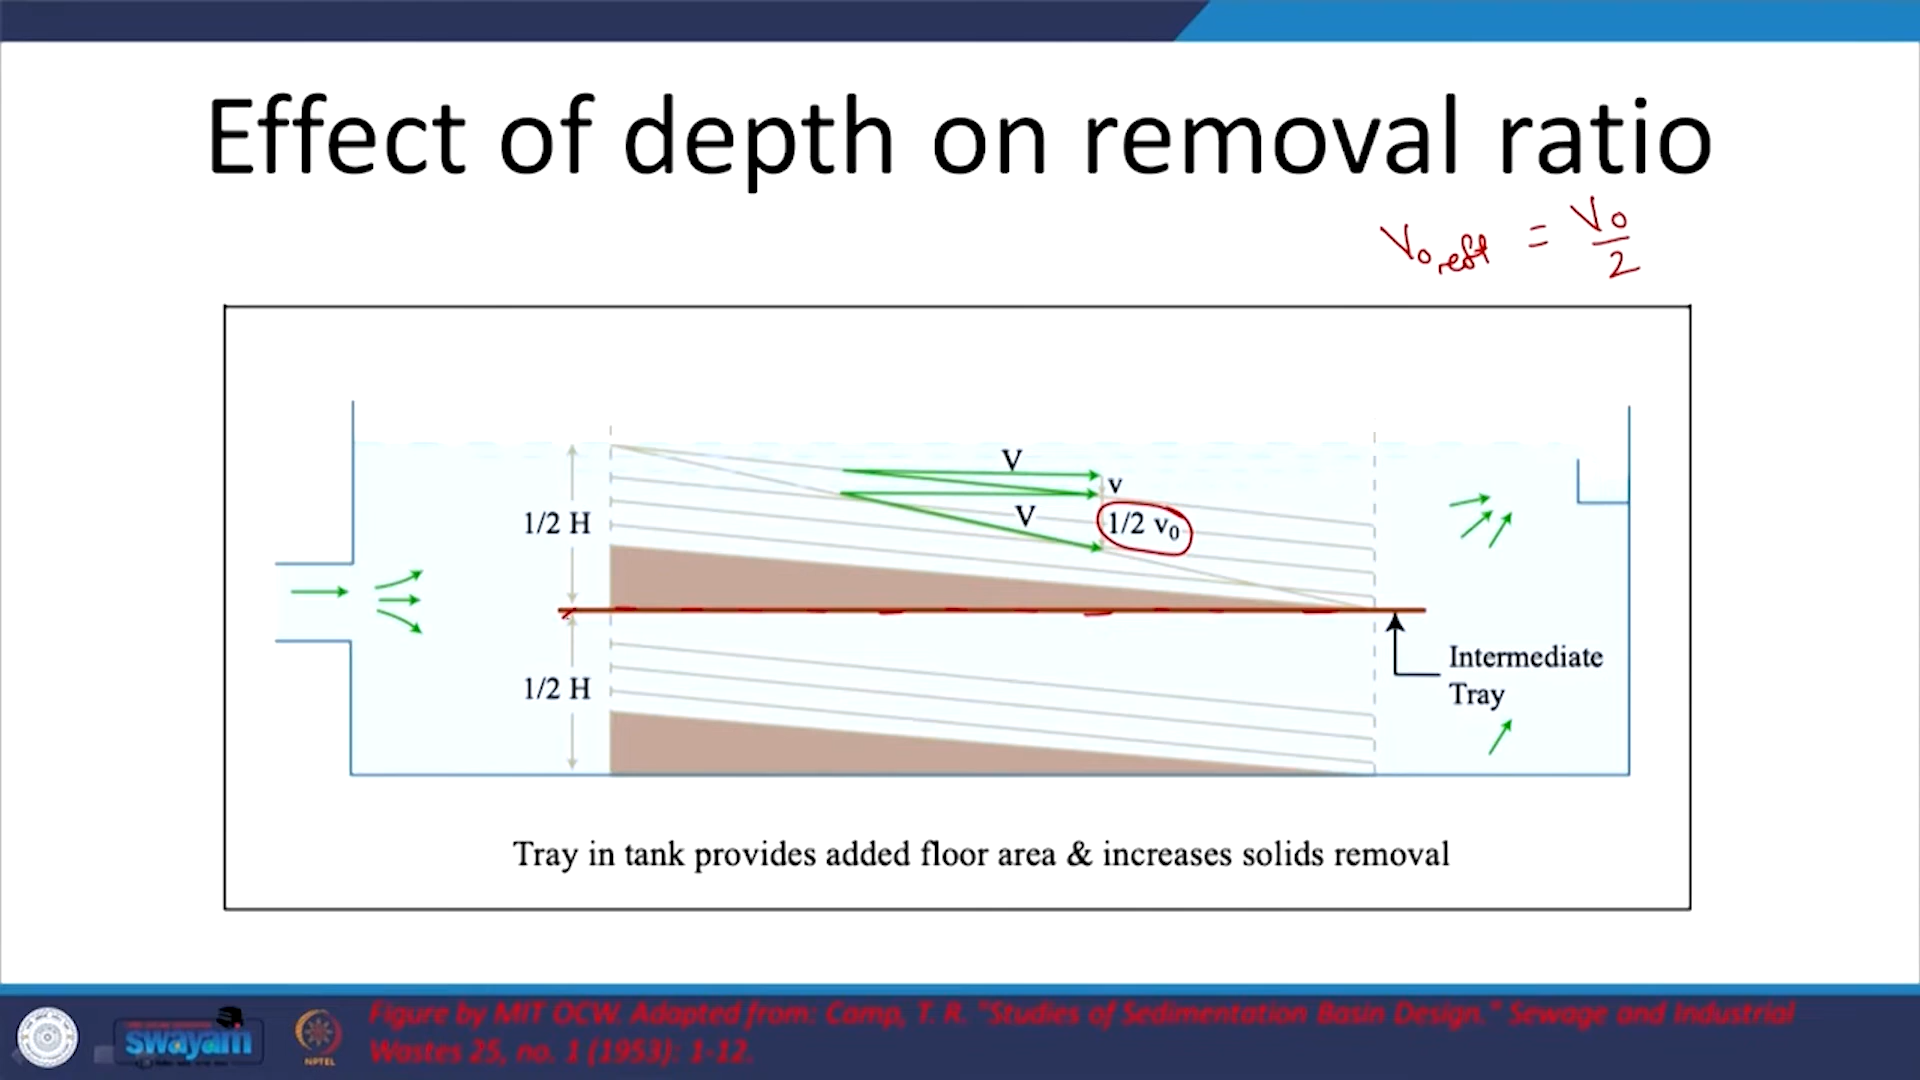 Effect of depth on removal ratio
V₀ eff = V₀/2
V
v
1/2 H
V
1/2 v₀
1/2 H
Intermediate
Tray
Tray in tank provides added floor area & increases solids removal
Figure by MIT OCW. Adapted from: Camp, T. R. "Studies of Sedimentation Basin Design." Sewage and Industrial
Wastes 25, no. 1 (1953): 1-12.
swayam
NPTEL